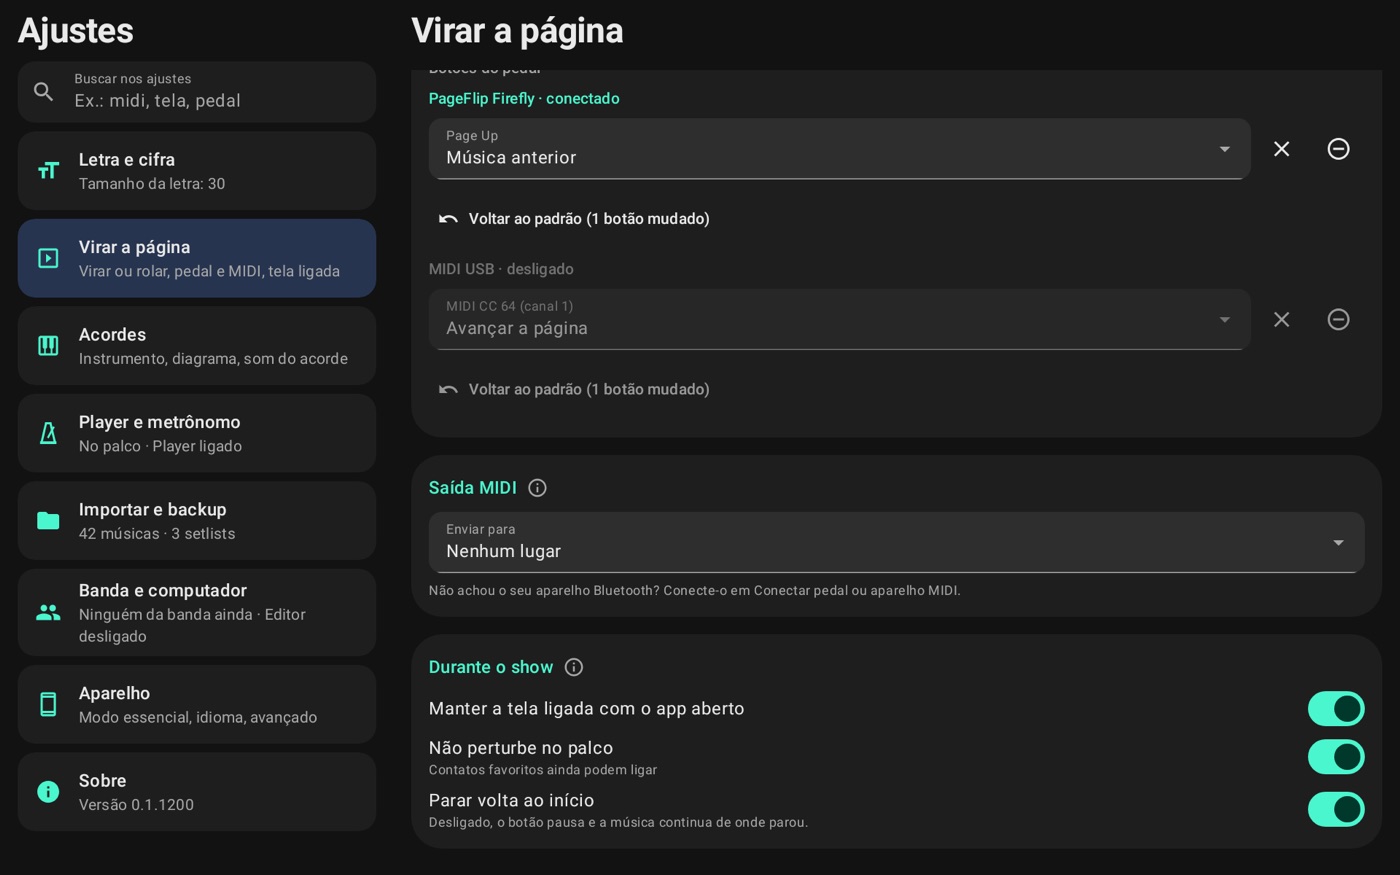 Ajustes
Buscar nos ajustes
Ex.: midi, tela, pedal
Letra e cifra
Tamanho da letra: 30
Virar a página
Virar ou rolar, pedal e MIDI, tela ligada
Acordes
Instrumento, diagrama, som do acorde
Player e metrônomo
No palco · Player ligado
Importar e backup
42 músicas · 3 setlists
Banda e computador
Ninguém da banda ainda · Editor
desligado
Aparelho
Modo essencial, idioma, avançado
Sobre
Versão 0.1.1200
Virar a página
Botões do pedal
PageFlip Firefly · conectado
Page Up
Música anterior
Voltar ao padrão (1 botão mudado)
MIDI USB · desligado
MIDI CC 64 (canal 1)
Avançar a página
Voltar ao padrão (1 botão mudado)
Saída MIDI
Enviar para
Nenhum lugar
Não achou o seu aparelho Bluetooth? Conecte-o em Conectar pedal ou aparelho MIDI.
Durante o show
Manter a tela ligada com o app aberto
Não perturbe no palco
Contatos favoritos ainda podem ligar
Parar volta ao início
Desligado, o botão pausa e a música continua de onde parou.